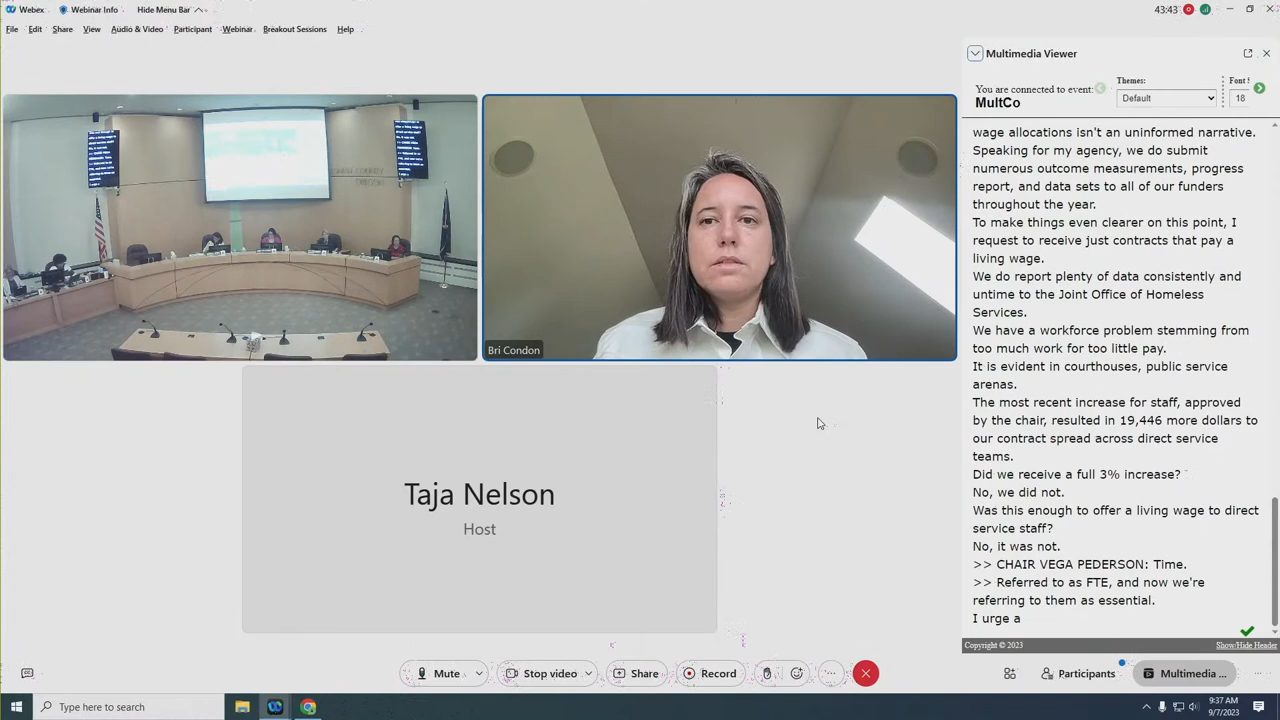 Webex
Webinar Info
Hide Menu Bar
43:43
File Edit Share View Audio & Video Participant Webinar Breakout Sessions Help
Bri Condon
Taja Nelson
Host
Multimedia Viewer
You are connected to event:
MultCo
Themes:
Default
Font S
18
wage allocations isn't an uninformed narrative.
Speaking for my agency, we do submit
numerous outcome measurements, progress
report, and data sets to all of our funders
throughout the year.
To make things even clearer on this point, I
request to receive just contracts that pay a
living wage.
We do report plenty of data consistently and
untime to the Joint Office of Homeless
Services.
We have a workforce problem stemming from
too much work for too little pay.
It is evident in courthouses, public service
arenas.
The most recent increase for staff, approved
by the chair, resulted in 19,446 more dollars to
our contract spread across direct service
teams.
Did we receive a full 3% increase?
No, we did not.
Was this enough to offer a living wage to direct
service staff?
No, it was not.
>> CHAIR VEGA PEDERSON: Time.
>> Referred to as FTE, and now we're
referring to them as essential.
I urge a
Copyright © 2023
Show/Hide Header
Mute
Stop video
Share
Record
Participants
Multimedia ...
Type here to search
9:37 AM
9/7/2023